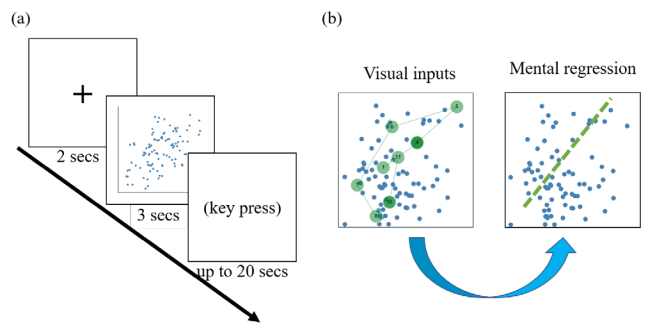 (a)
2 secs
3 secs
(key press)
up to 20 secs
(b)
Visual inputs
Mental regression